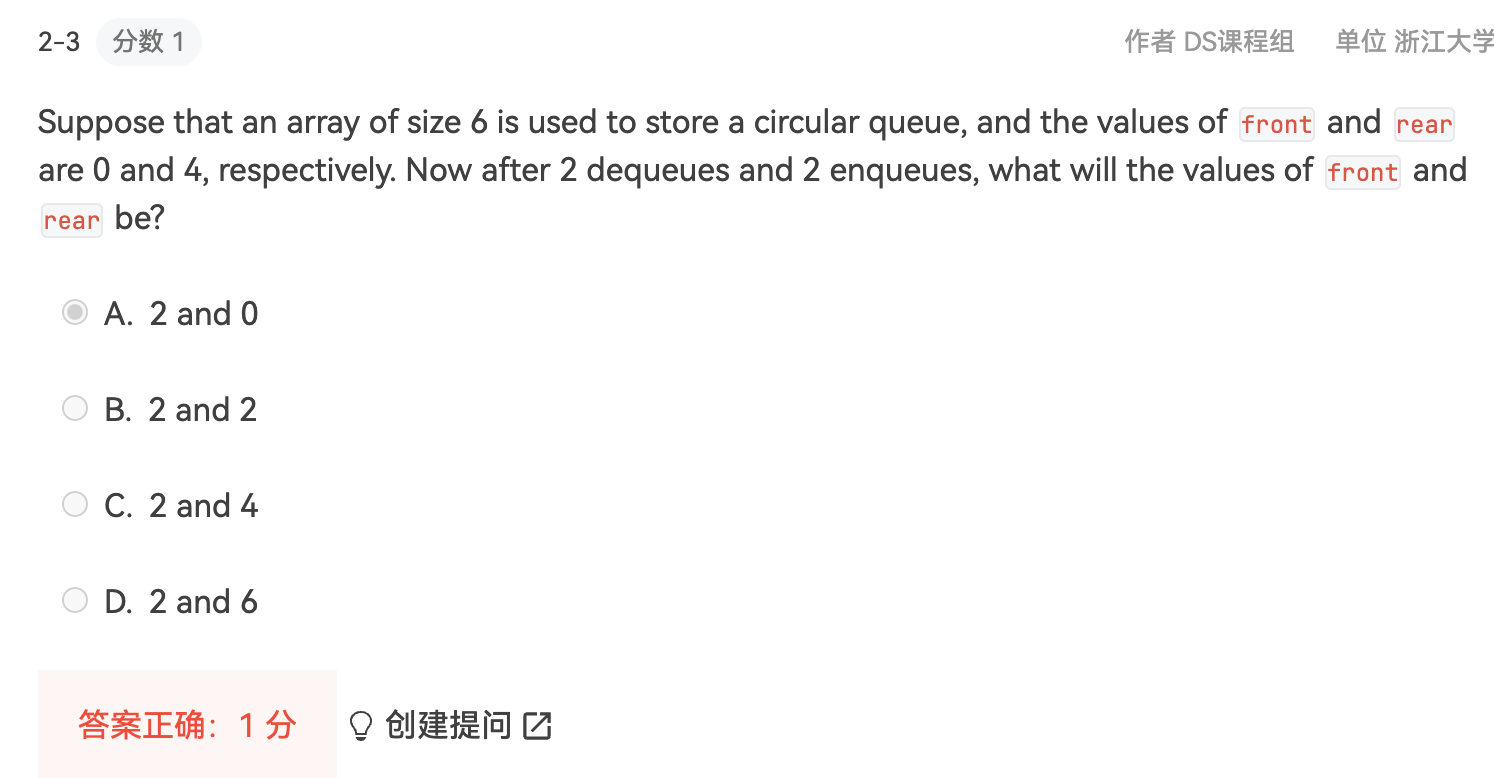 2-3 分数 1 作者 DS课程组 单位 浙江大学
Suppose that an array of size 6 is used to store a circular queue, and the values of front and rear
are 0 and 4, respectively. Now after 2 dequeues and 2 enqueues, what will the values of front and
rear be?
A. 2 and 0
B. 2 and 2
C. 2 and 4
D. 2 and 6
答案正确：1 分 创建提问